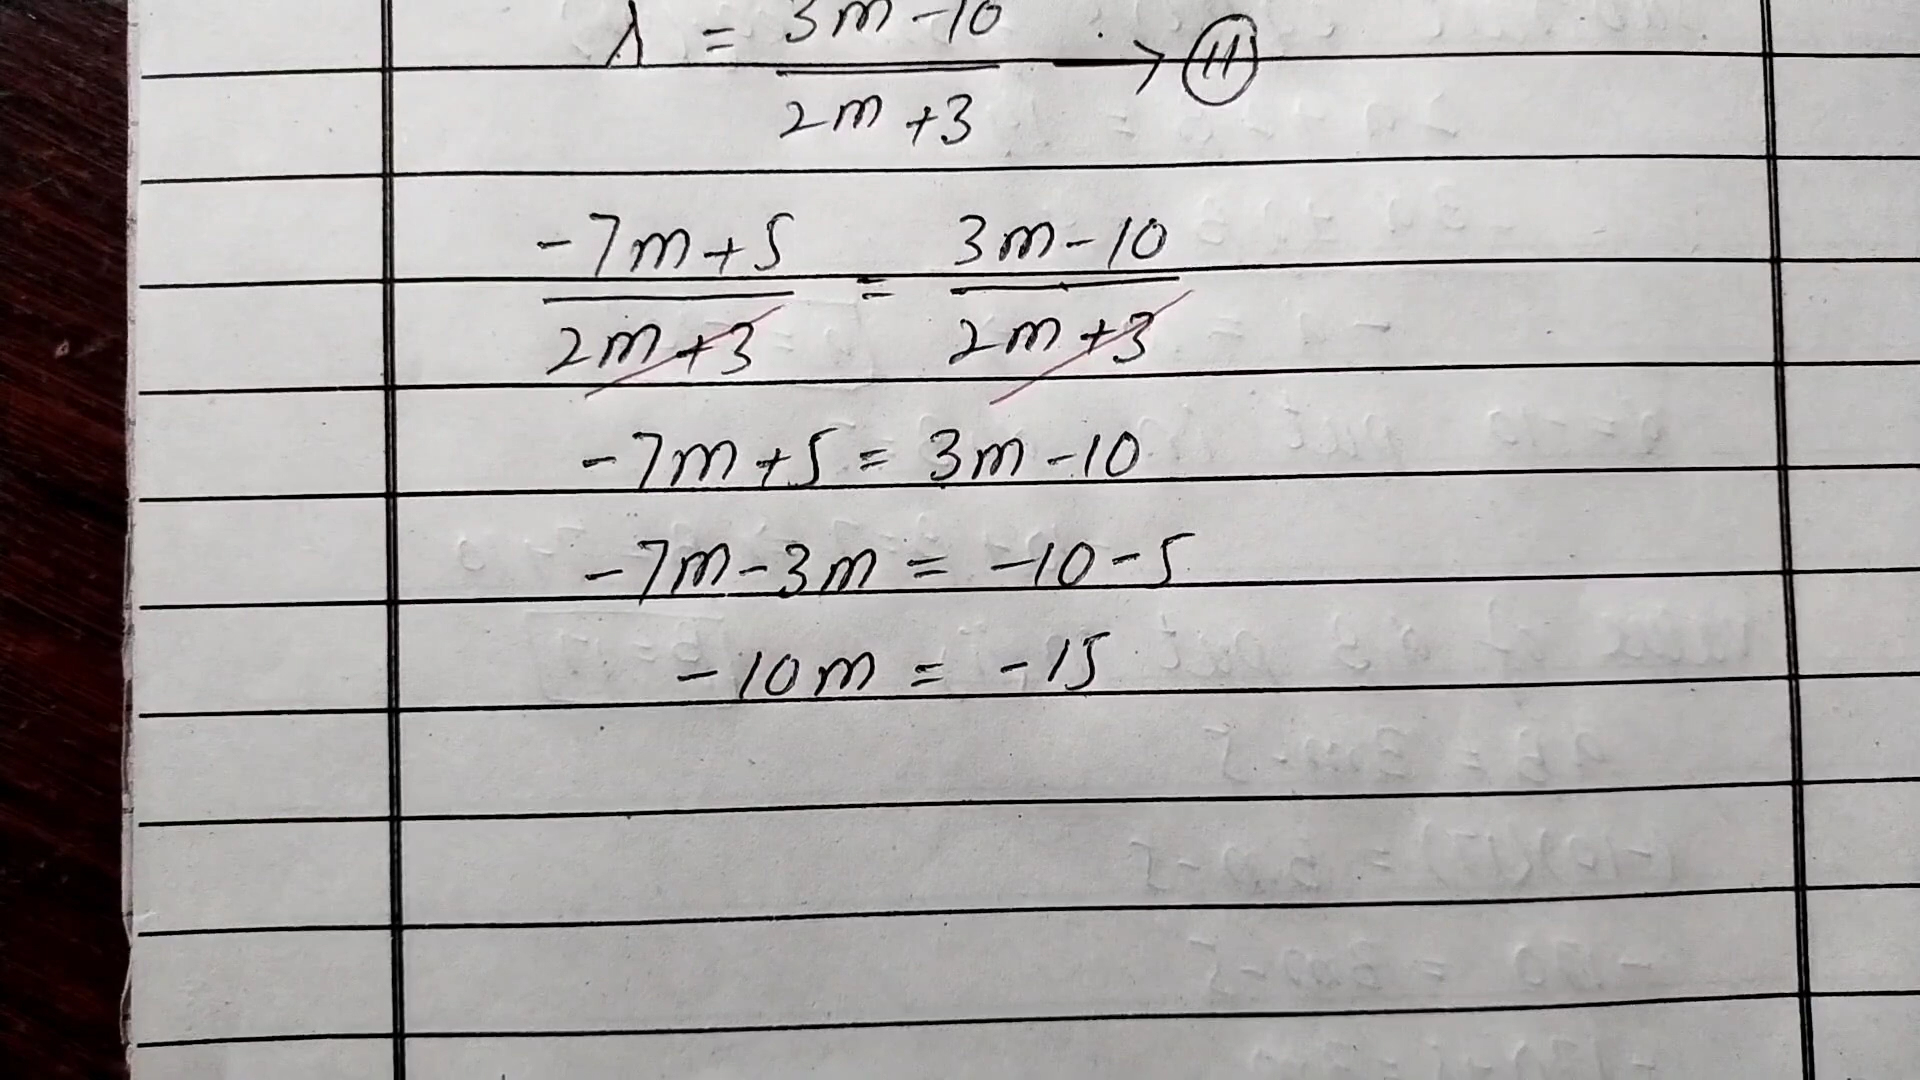 λ = 3m-10 / 2m+3 → (11)
-7m+5 / 2m+3 = 3m-10 / 2m+3
-7m+5 = 3m-10
-7m-3m = -10-5
-10m = -15